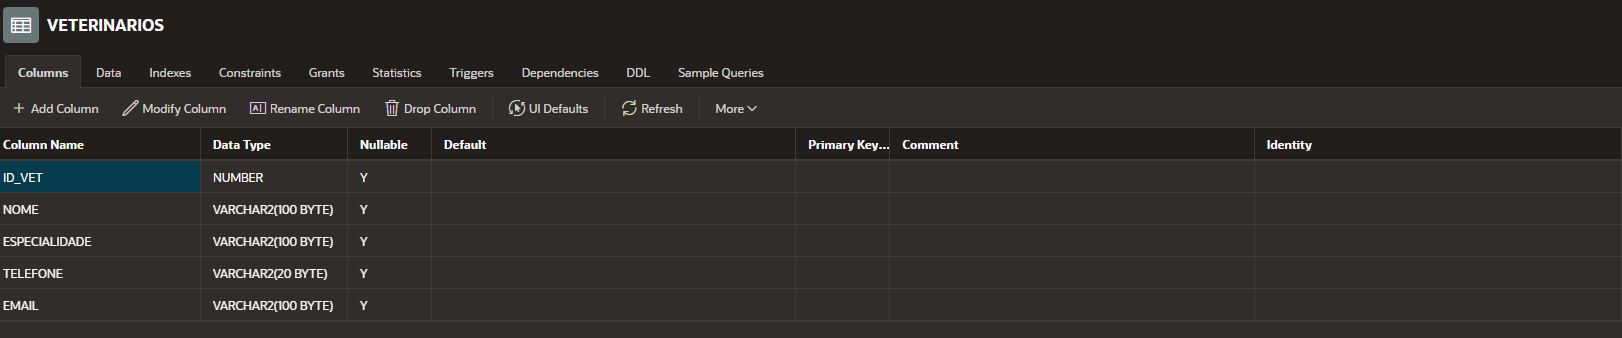 VETERINARIOS
Columns Data Indexes Constraints Grants Statistics Triggers Dependencies DDL Sample Queries
+ Add Column Modify Column A Rename Column Drop Column UI Defaults Refresh More
Column Name Data Type Nullable Default Primary Key... Comment Identity
ID_VET NUMBER Y
NOME VARCHAR2(100 BYTE) Y
ESPECIALIDADE VARCHAR2(100 BYTE) Y
TELEFONE VARCHAR2(20 BYTE) Y
EMAIL VARCHAR2(100 BYTE) Y